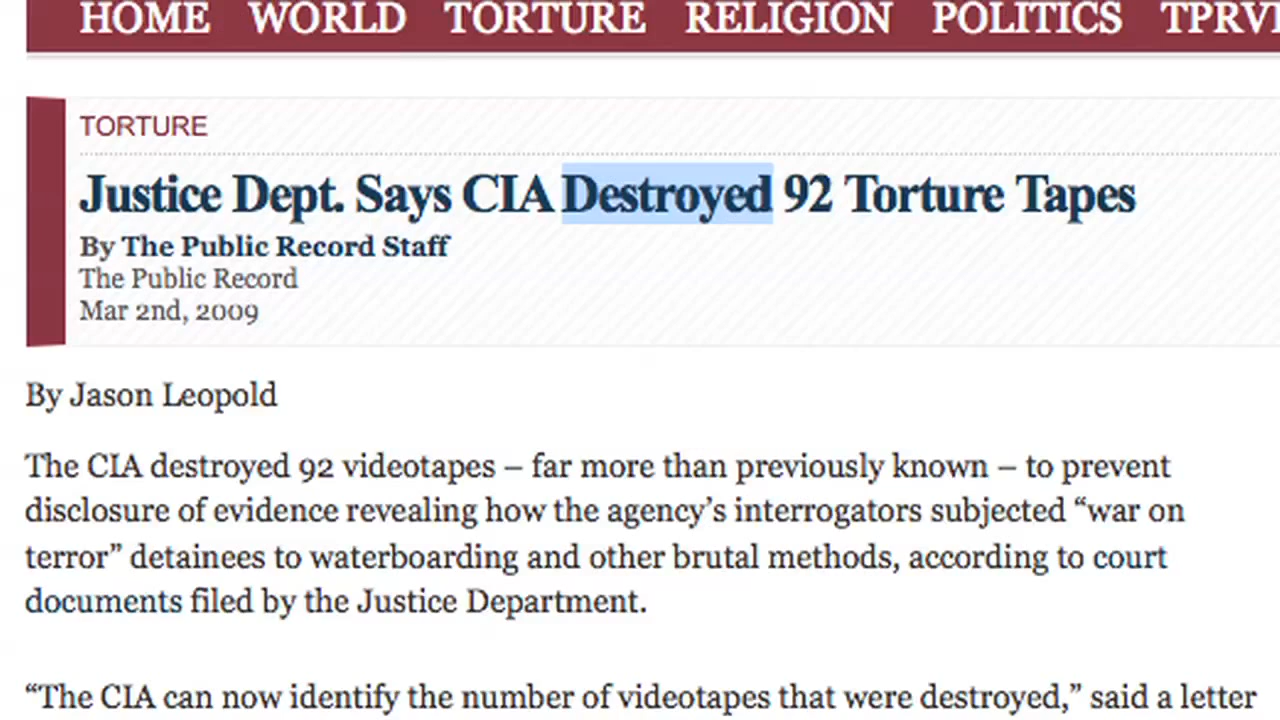 HOME WORLD TORTURE RELIGION POLITICS
TORTURE
Justice Dept. Says CIA Destroyed 92 Torture Tapes
By The Public Record Staff
The Public Record
Mar 2nd, 2009
By Jason Leopold
The CIA destroyed 92 videotapes – far more than previously known – to prevent
disclosure of evidence revealing how the agency’s interrogators subjected “war on
terror” detainees to waterboarding and other brutal methods, according to court
documents filed by the Justice Department.
“The CIA can now identify the number of videotapes that were destroyed,” said a letter